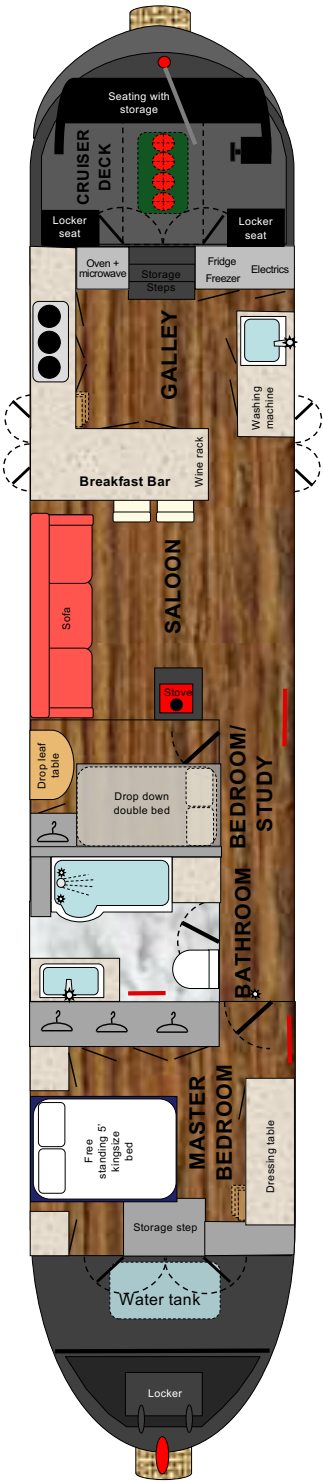 Seating with
storage
CRUISER
DECK
Locker
seat
Locker
seat
Oven +
microwave
Storage
Steps
Fridge
Freezer
Electrics
GALLEY
Washing
machine
Breakfast Bar
Wine rack
SALOON
Sofa
Stove
Drop leaf
table
Drop down
double bed
BEDROOM/
STUDY
BATHROOM
MASTER
BEDROOM
Free
standing 5'
kingsize
bed
Dressing table
Storage step
Water tank
Locker